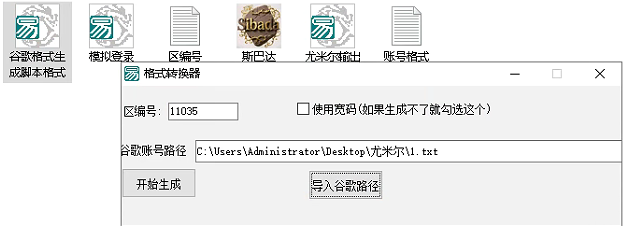 谷歌格式生
成脚本格式
模拟登录
区编号
斯巴达
尤米尔输出
账号格式
Sibada
格式转换器
区编号:
11035
使用宽码(如果生成不了就勾选这个)
谷歌账号路径
C:\Users\Administrator\Desktop\尤米尔\1.txt
开始生成
导入谷歌路径